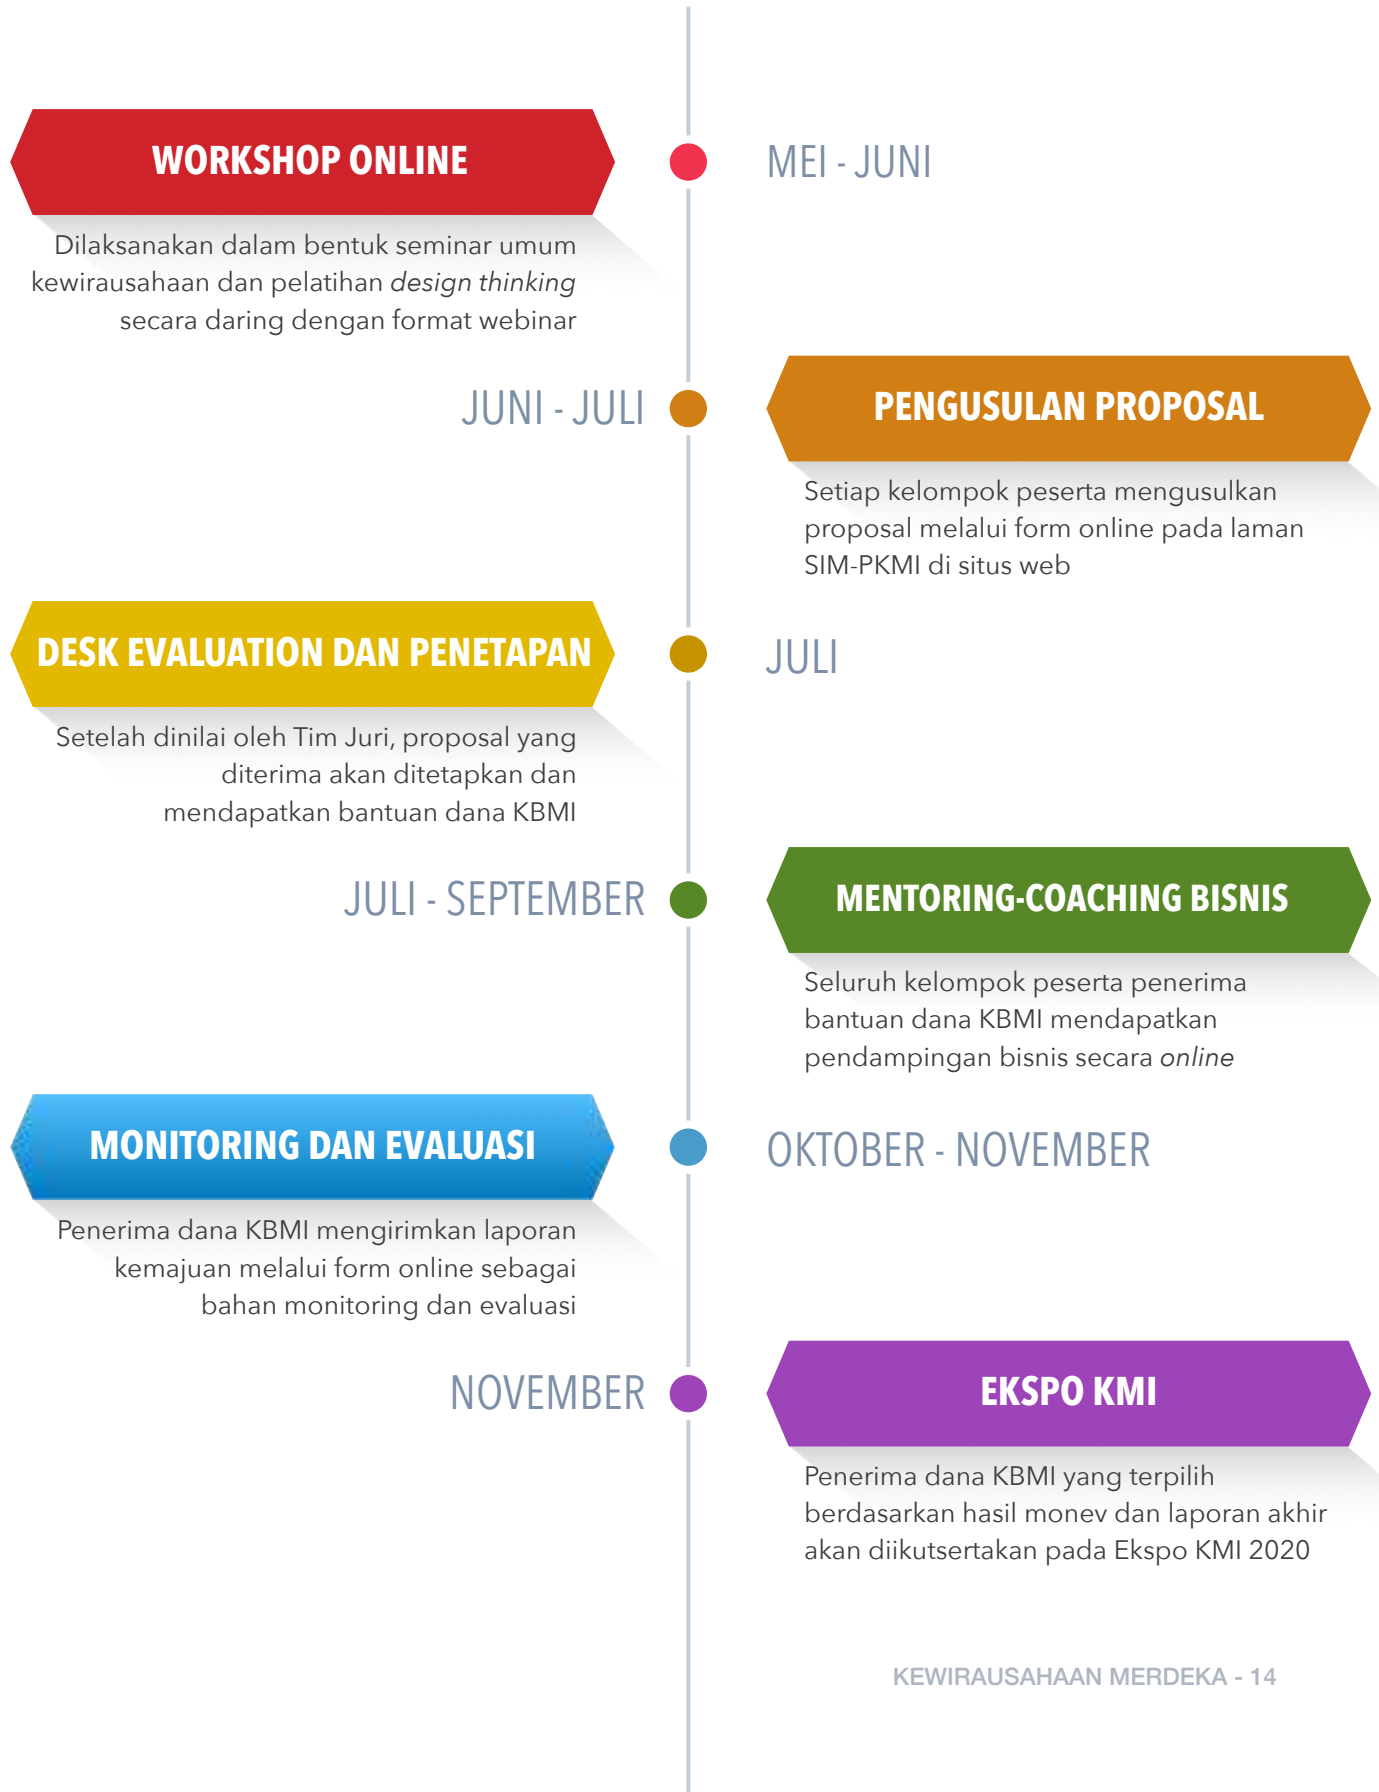 WORKSHOP ONLINE
MEI - JUNI
Dilaksanakan dalam bentuk seminar umum
kewirausahaan dan pelatihan design thinking
secara daring dengan format webinar
JUNI - JULI
PENGUSULAN PROPOSAL
Setiap kelompok peserta mengusulkan
proposal melalui form online pada laman
SIM-PKMI di situs web
DESK EVALUATION DAN PENETAPAN
JULI
Setelah dinilai oleh Tim Juri, proposal yang
diterima akan ditetapkan dan
mendapatkan bantuan dana KBMI
JULI - SEPTEMBER
MENTORING-COACHING BISNIS
Seluruh kelompok peserta penerima
bantuan dana KBMI mendapatkan
pendampingan bisnis secara online
MONITORING DAN EVALUASI
OKTOBER - NOVEMBER
Penerima dana KBMI mengirimkan laporan
kemajuan melalui form online sebagai
bahan monitoring dan evaluasi
NOVEMBER
EKSPO KMI
Penerima dana KBMI yang terpilih
berdasarkan hasil monev dan laporan akhir
akan diikutsertakan pada Ekspo KMI 2020
KEWIRAUSAHAAN MERDEKA - 14